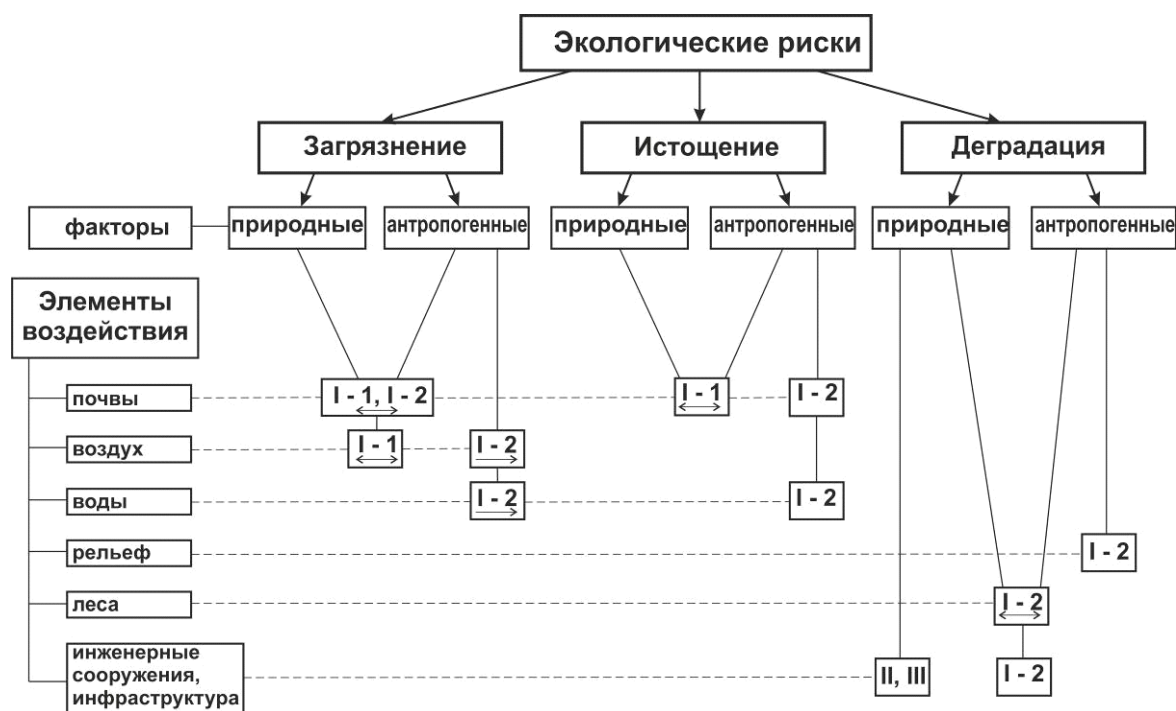 Экологические риски
Загрязнение
Истощение
Деградация
факторы
природные
антропогенные
природные
антропогенные
природные
антропогенные
Элементы
воздействия
почвы
I - 1, I - 2
I - 1
I - 2
воздух
I - 1
I - 2
воды
I - 2
I - 2
рельеф
I - 2
леса
I - 2
инженерные
сооружения,
инфраструктура
II, III
I - 2